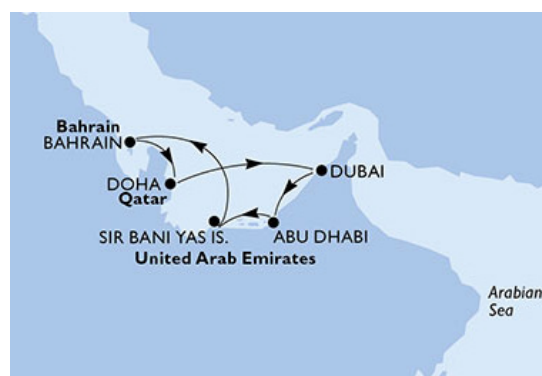 Bahrain
BAHRAIN
DOHA
Qatar
DUBAI
SIR BANI YAS IS.
ABU DHABI
United Arab Emirates
Arabian
Sea